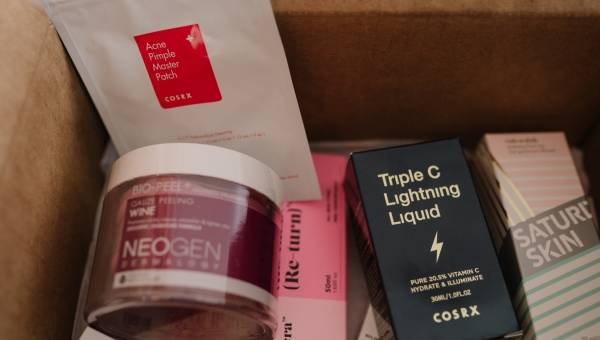 Acne
Pimple
Master
Patch
COSRX
BIO-PEEL+
GAUZE PEELING
WINE
NEOGEN
DERMALOGY
(Re-turn)
50ml
Triple C
Lightning
Liquid
PURE 20.5% VITAMIN C
HYDRATE & ILLUMINATE
30ML/1.0FL.OZ
COSRX
SATURE
SKIN